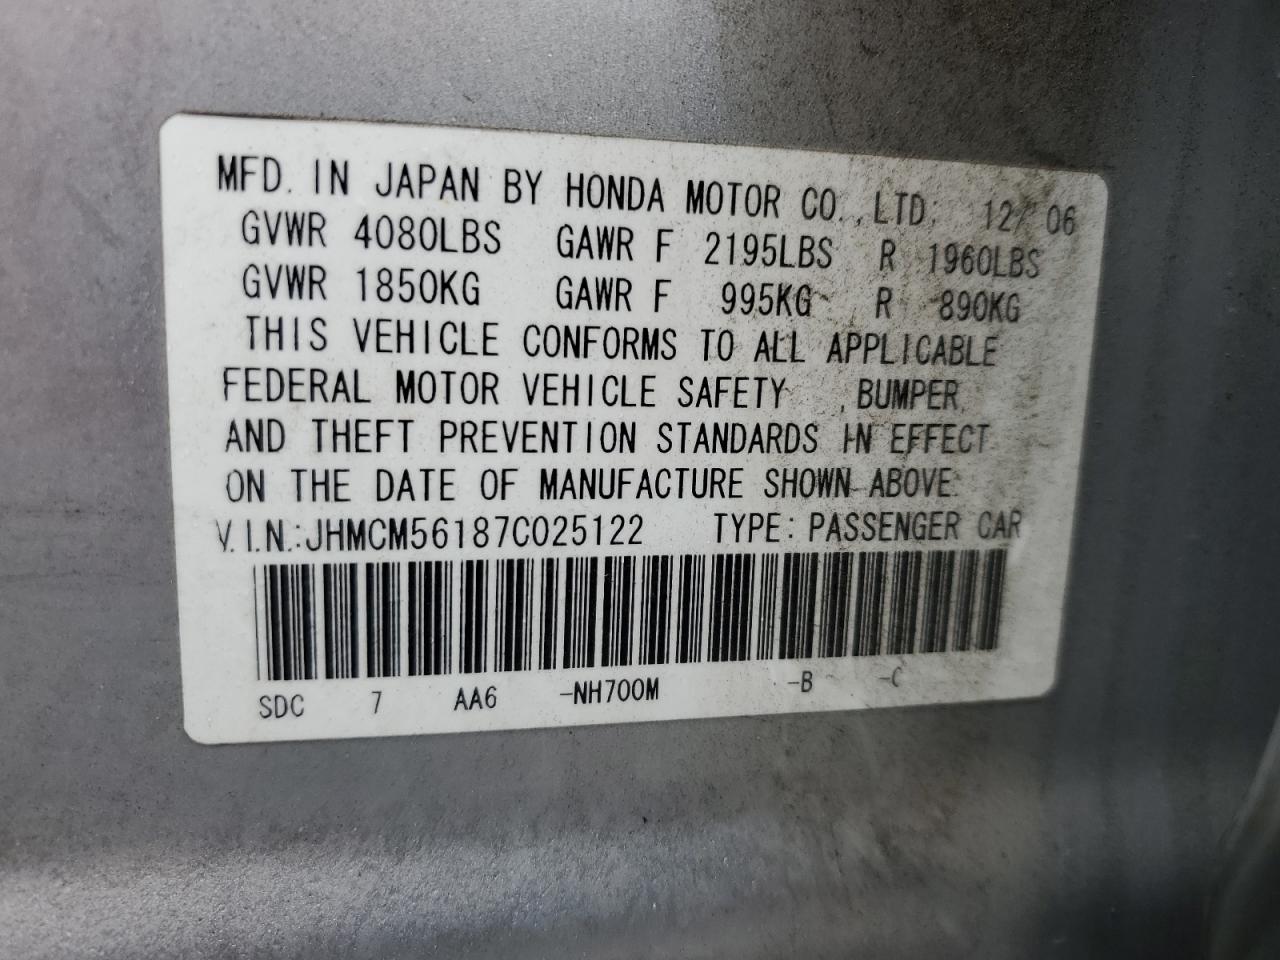 MFD. IN JAPAN BY HONDA MOTOR CO.,LTD. 12/06
GVWR 4080LBS GAWR F 2195LBS R 1960LBS
GVWR 1850KG GAWR F 995KG R 890KG
THIS VEHICLE CONFORMS TO ALL APPLICABLE
FEDERAL MOTOR VEHICLE SAFETY , BUMPER,
AND THEFT PREVENTION STANDARDS IN EFFECT
ON THE DATE OF MANUFACTURE SHOWN ABOVE.
V.I.N.:JHMCM56187C025122 TYPE: PASSENGER CAR
SDC 7 AA6 -NH700M -B -C